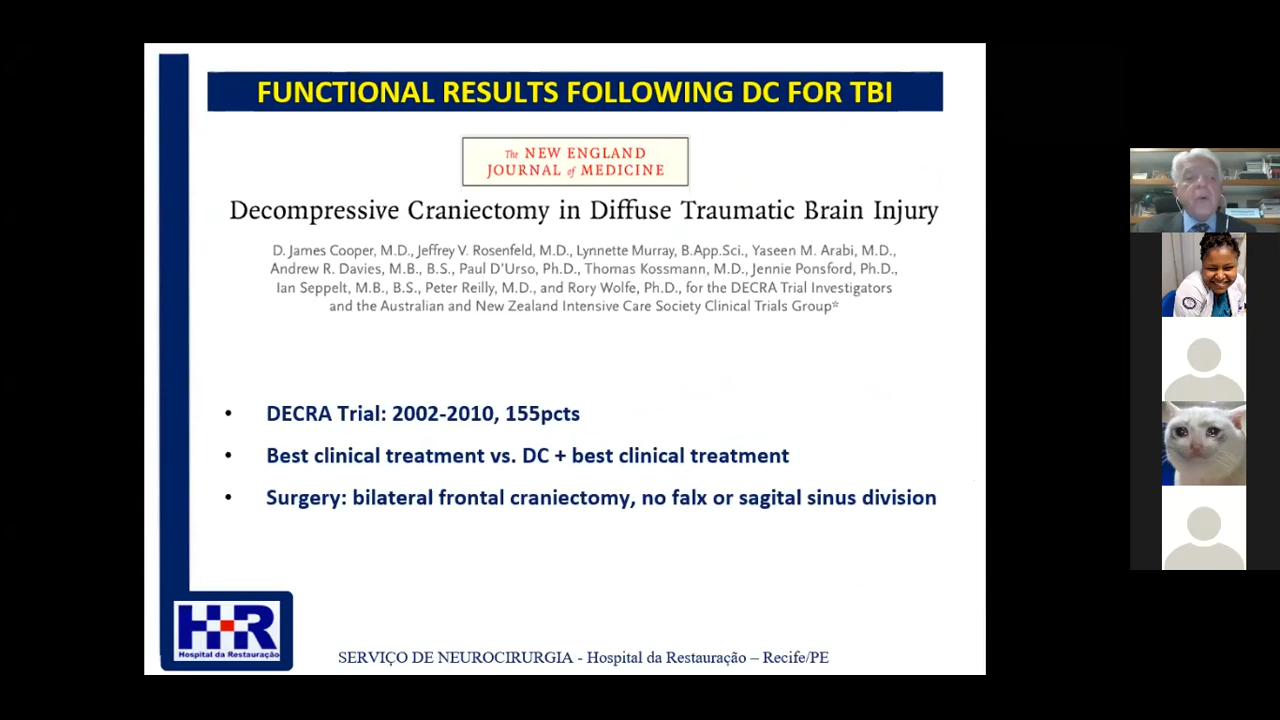 FUNCTIONAL RESULTS FOLLOWING DC FOR TBI
The NEW ENGLAND
JOURNAL of MEDICINE
Decompressive Craniectomy in Diffuse Traumatic Brain Injury
D. James Cooper, M.D., Jeffrey V. Rosenfeld, M.D., Lynnette Murray, B.App.Sci., Yaseen M. Arabi, M.D.,
Andrew R. Davies, M.B., B.S., Paul D'Urso, Ph.D., Thomas Kossmann, M.D., Jennie Ponsford, Ph.D.,
Ian Seppelt, M.B., B.S., Peter Reilly, M.D., and Rory Wolfe, Ph.D., for the DECRA Trial Investigators
and the Australian and New Zealand Intensive Care Society Clinical Trials Group*
• DECRA Trial: 2002-2010, 155pcts
• Best clinical treatment vs. DC + best clinical treatment
• Surgery: bilateral frontal craniectomy, no falx or sagital sinus division
HR
Hospital da Restauração
SERVIÇO DE NEUROCIRURGIA - Hospital da Restauração – Recife/PE